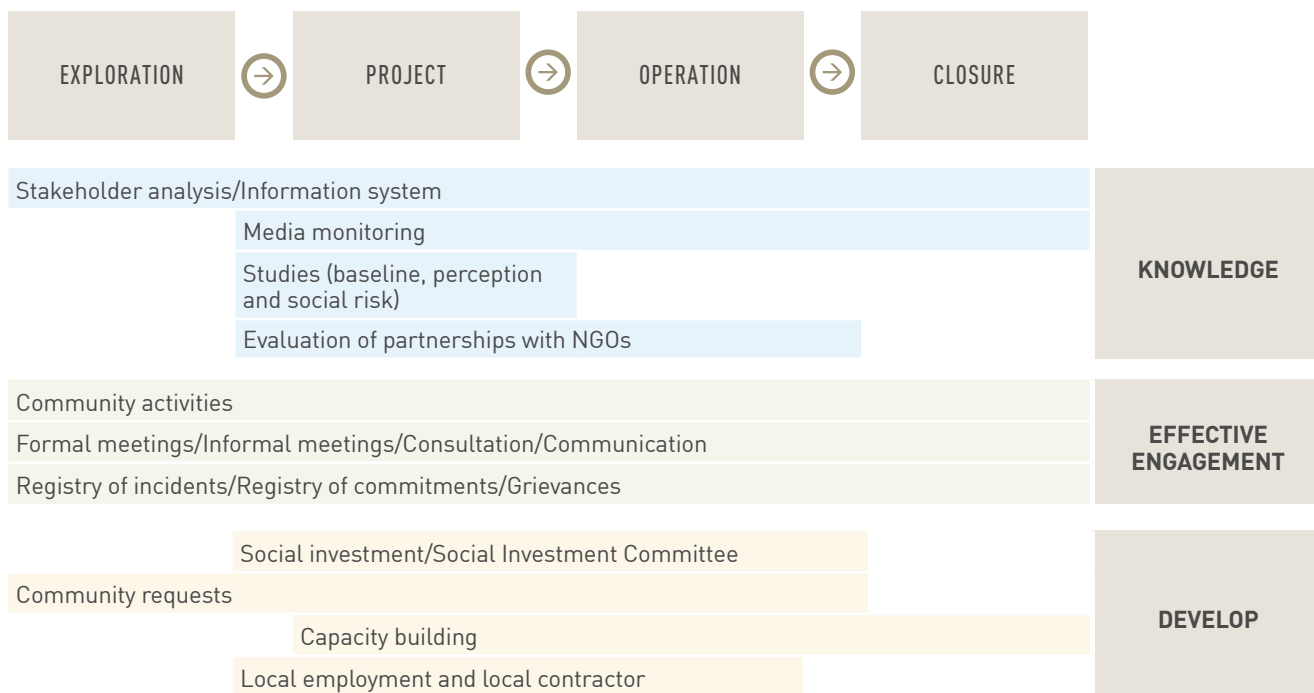 EXPLORATION
PROJECT
OPERATION
CLOSURE
Stakeholder analysis/Information system
Media monitoring
Studies (baseline, perception
and social risk)
Evaluation of partnerships with NGOs
KNOWLEDGE
Community activities
Formal meetings/Informal meetings/Consultation/Communication
Registry of incidents/Registry of commitments/Grievances
EFFECTIVE
ENGAGEMENT
Social investment/Social Investment Committee
Community requests
Capacity building
Local employment and local contractor
DEVELOP